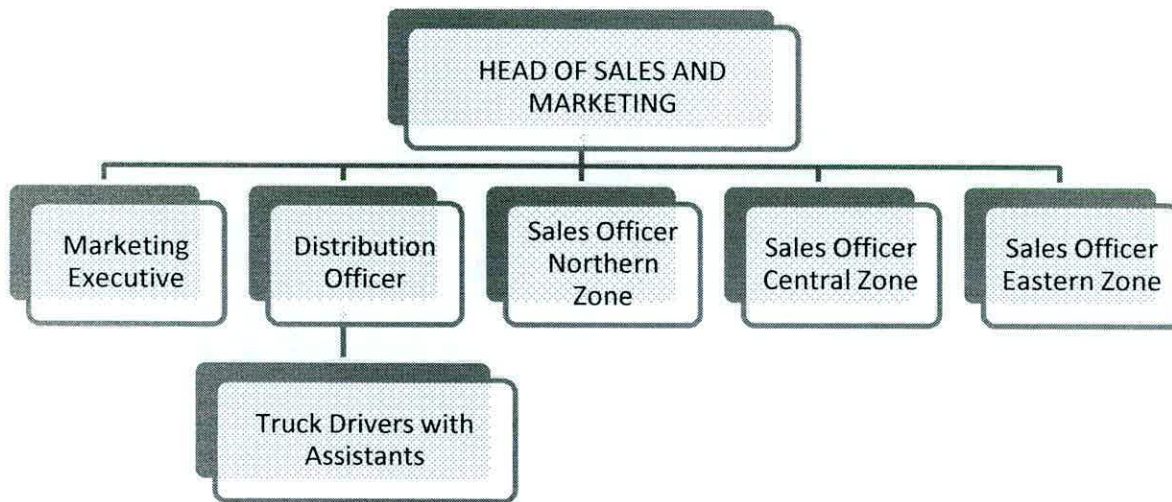 HEAD OF SALES AND
MARKETING
Marketing
Executive
Distribution
Officer
Sales Officer
Northern
Zone
Sales Officer
Central Zone
Sales Officer
Eastern Zone
Truck Drivers with
Assistants